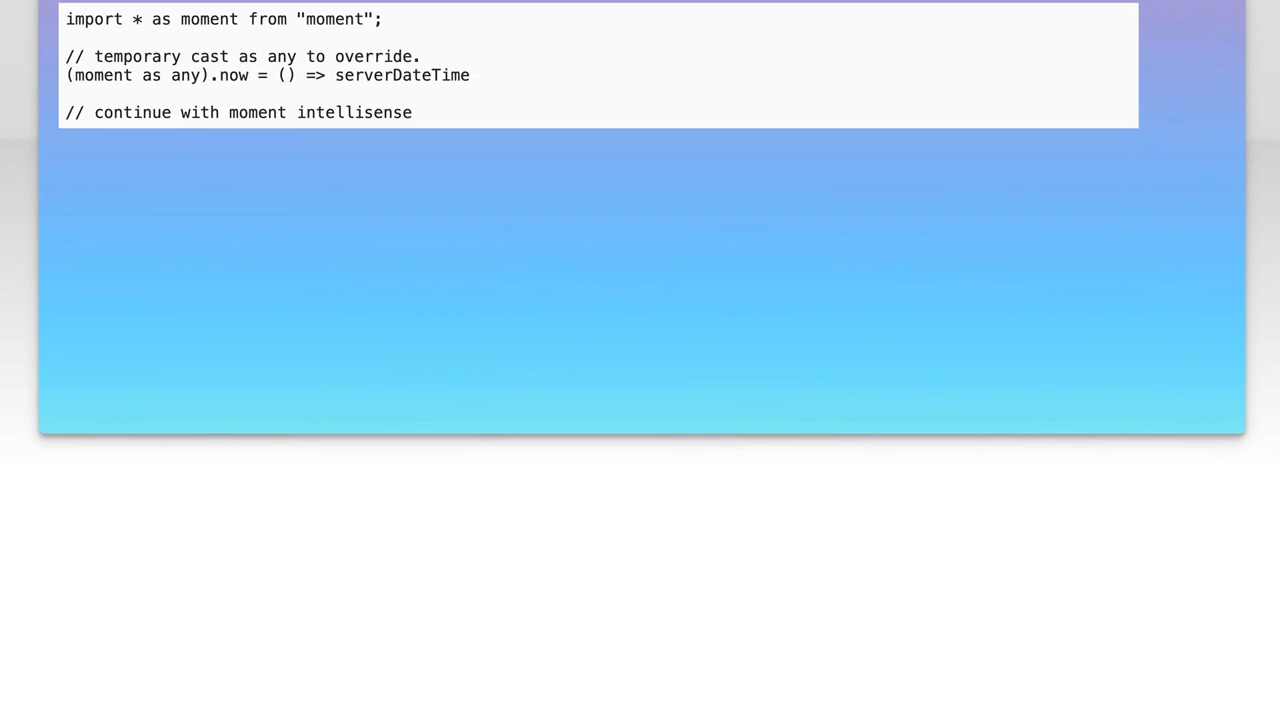 import * as moment from "moment";
// temporary cast as any to override.
(moment as any).now = () => serverDateTime
// continue with moment intellisense